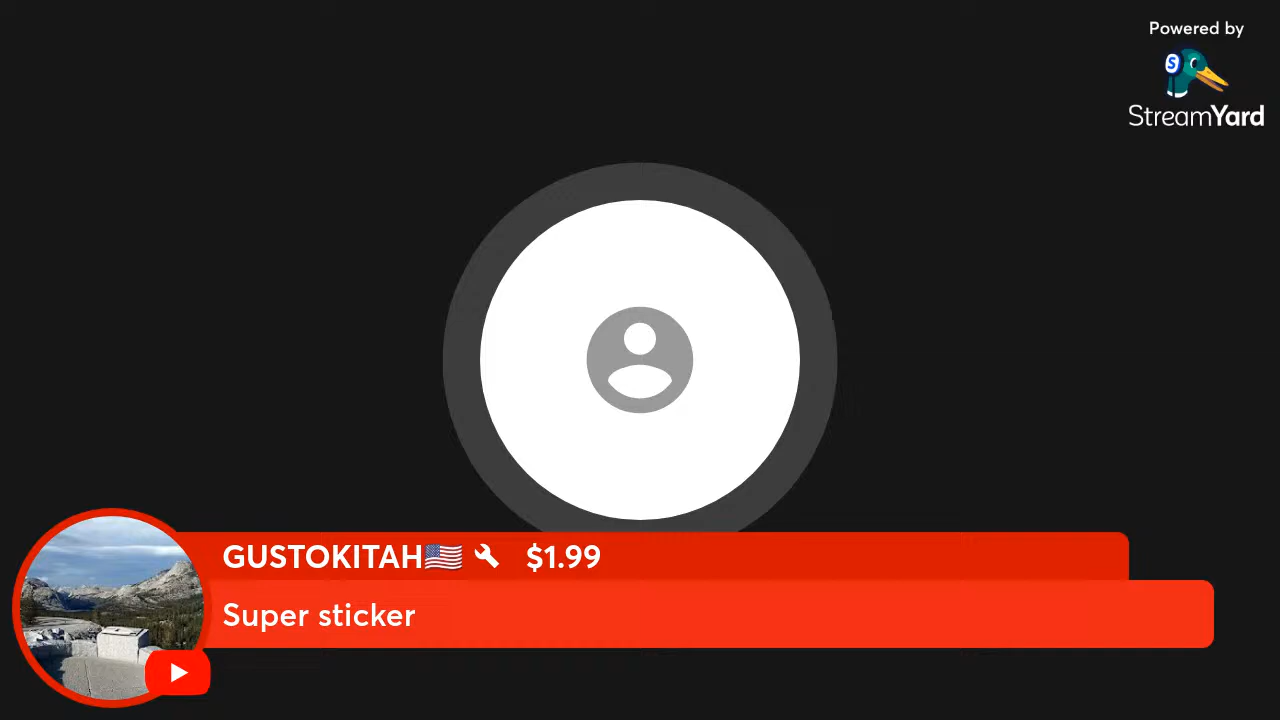 Powered by
S
StreamYard
GUSTOKITAH🇺🇸 🔧 $1.99
Super sticker